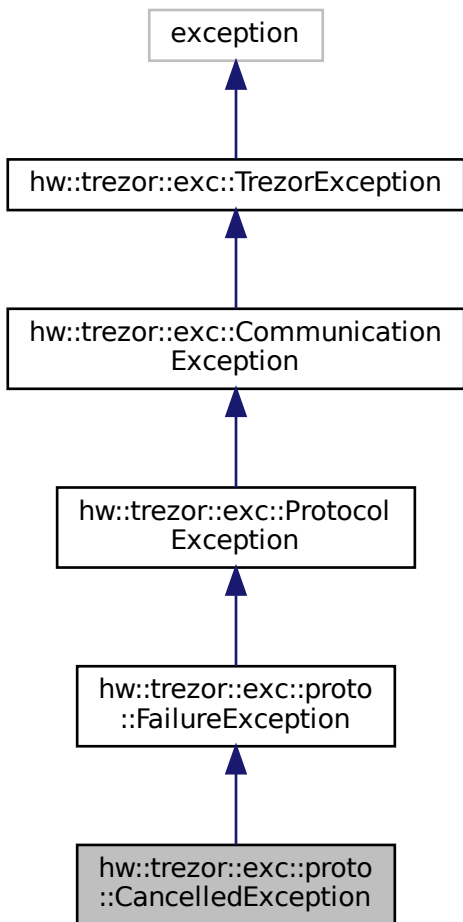 exception
hw::trezor::exc::TrezorException
hw::trezor::exc::Communication
Exception
hw::trezor::exc::Protocol
Exception
hw::trezor::exc::proto
::FailureException
hw::trezor::exc::proto
::CancelledException